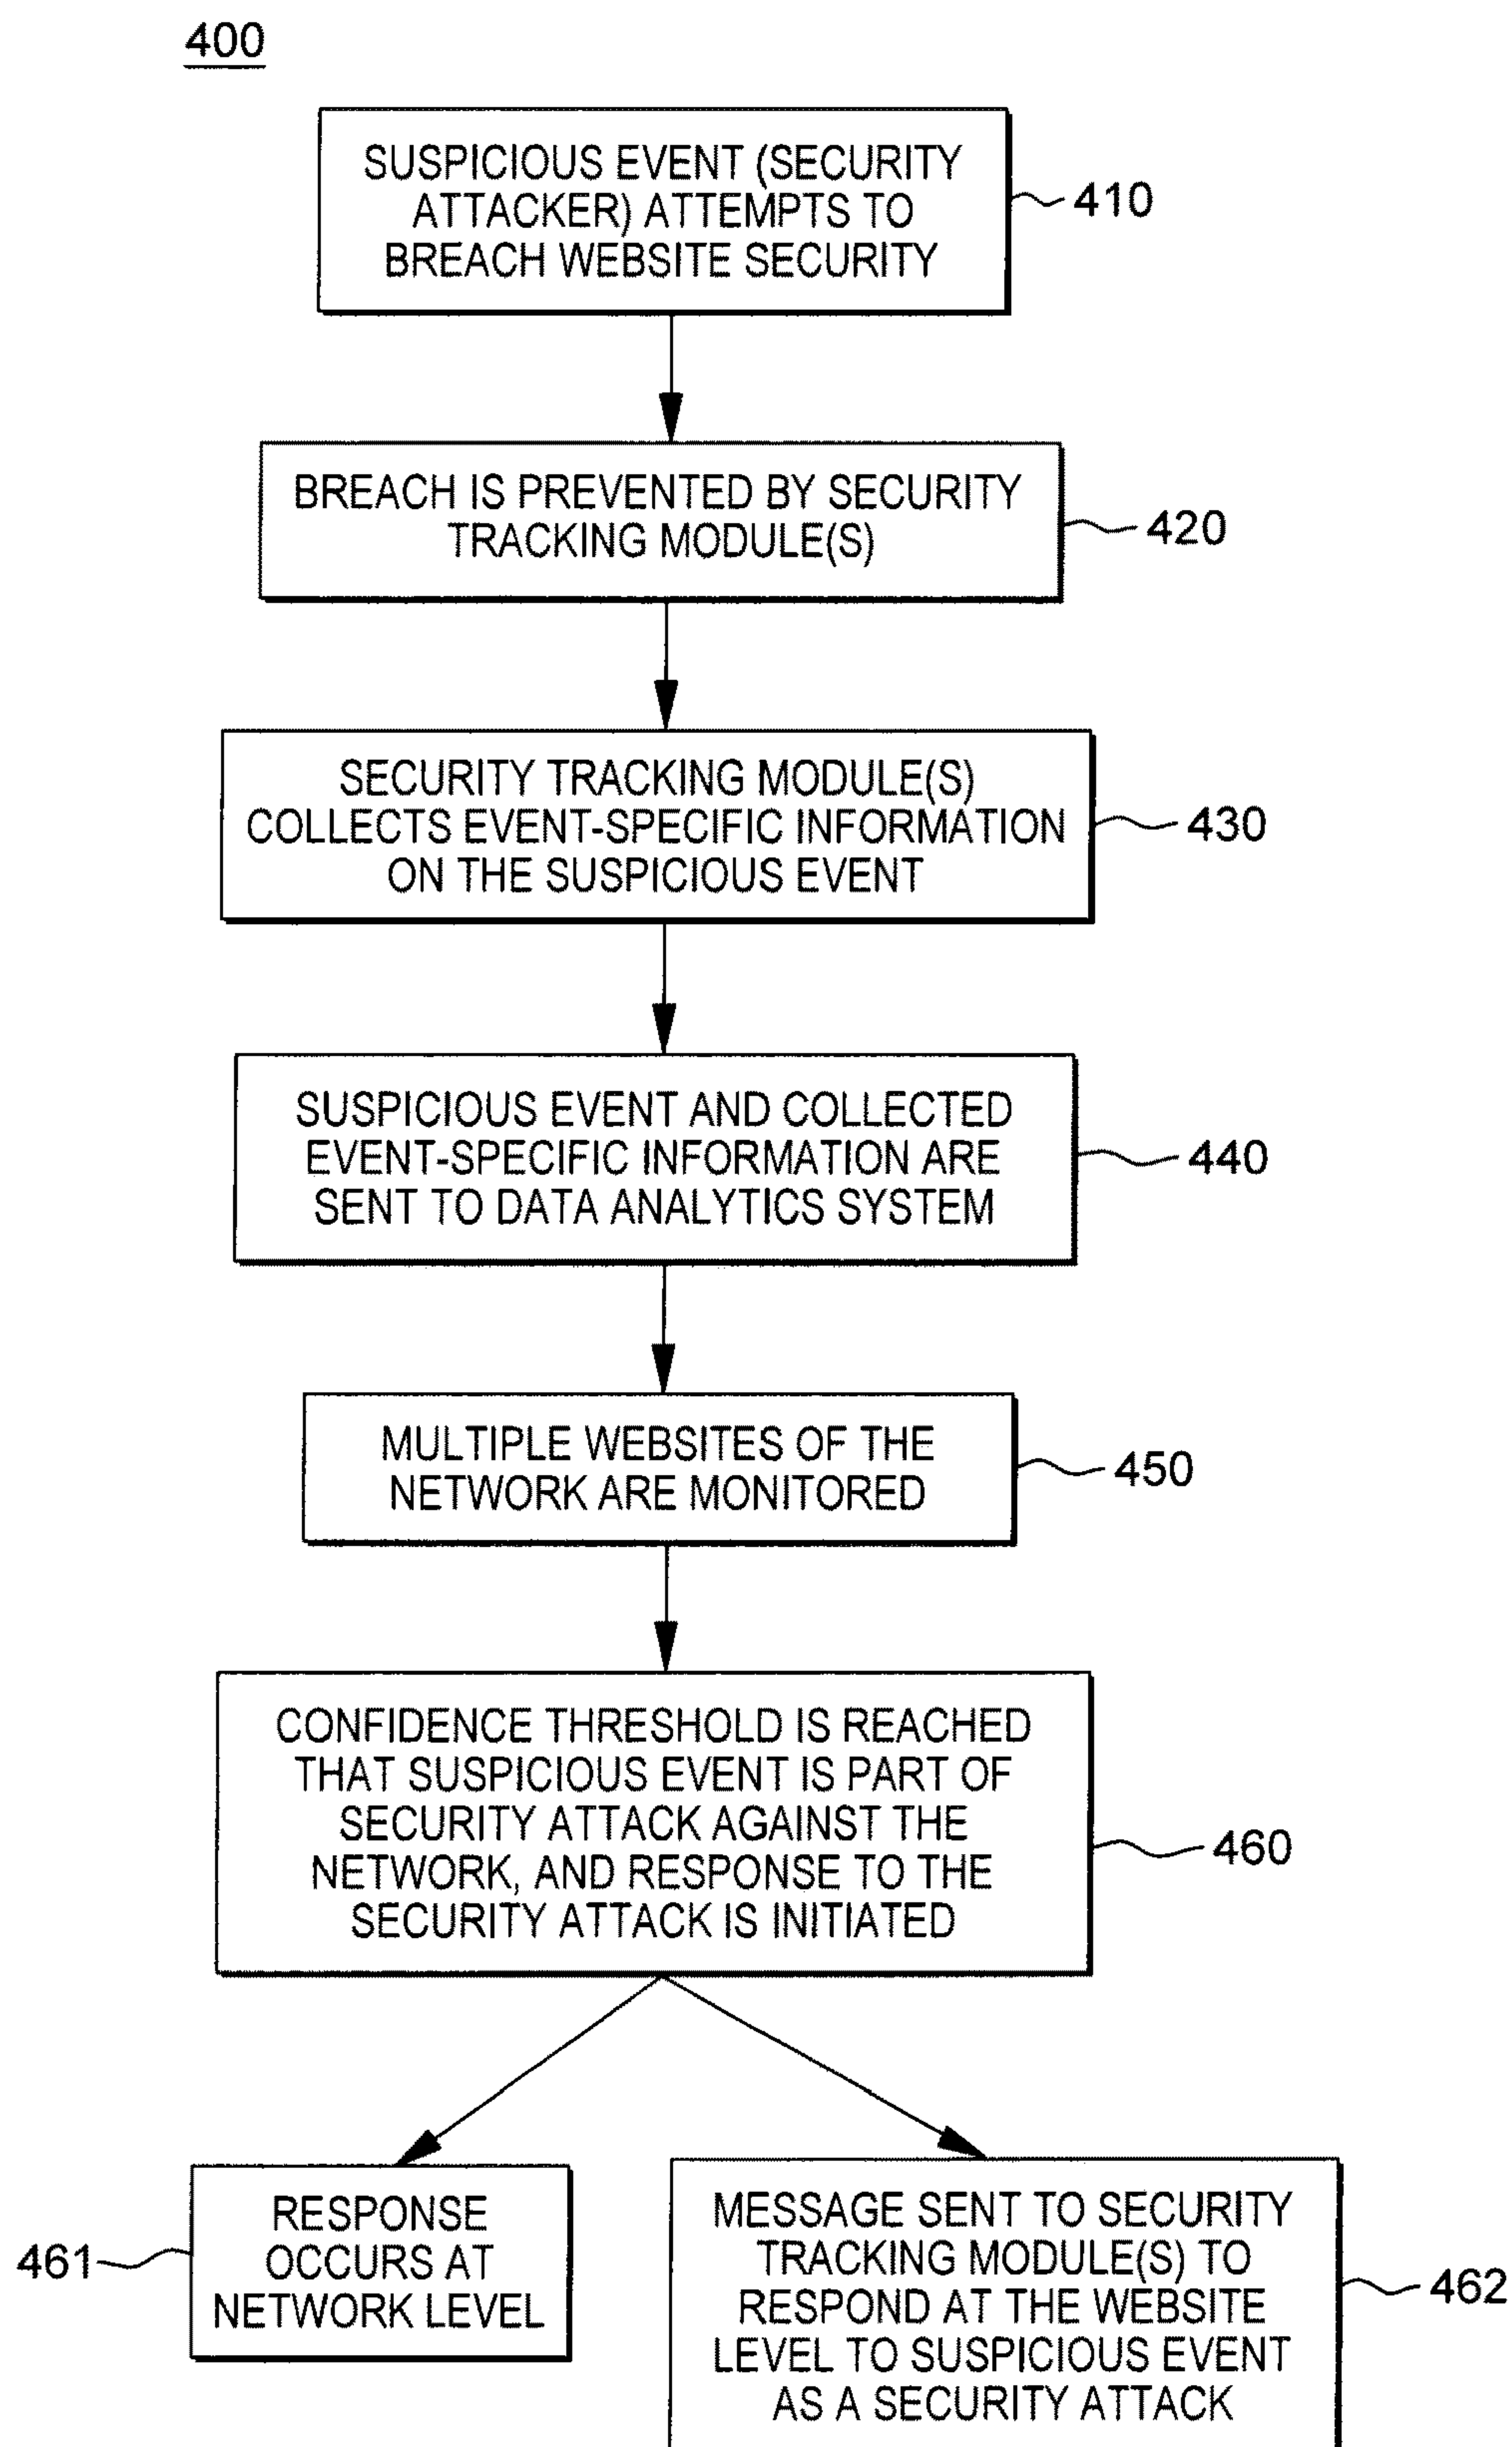 400
SUSPICIOUS EVENT (SECURITY
ATTACKER) ATTEMPTS TO
BREACH WEBSITE SECURITY
410
BREACH IS PREVENTED BY SECURITY
TRACKING MODULE(S)
420
SECURITY TRACKING MODULE(S)
COLLECTS EVENT-SPECIFIC INFORMATION
ON THE SUSPICIOUS EVENT
430
SUSPICIOUS EVENT AND COLLECTED
EVENT-SPECIFIC INFORMATION ARE
SENT TO DATA ANALYTICS SYSTEM
440
MULTIPLE WEBSITES OF THE
NETWORK ARE MONITORED
450
CONFIDENCE THRESHOLD IS REACHED
THAT SUSPICIOUS EVENT IS PART OF
SECURITY ATTACK AGAINST THE
NETWORK, AND RESPONSE TO THE
SECURITY ATTACK IS INITIATED
460
461
RESPONSE
OCCURS AT
NETWORK LEVEL
MESSAGE SENT TO SECURITY
TRACKING MODULE(S) TO
RESPOND AT THE WEBSITE
LEVEL TO SUSPICIOUS EVENT
AS A SECURITY ATTACK
462